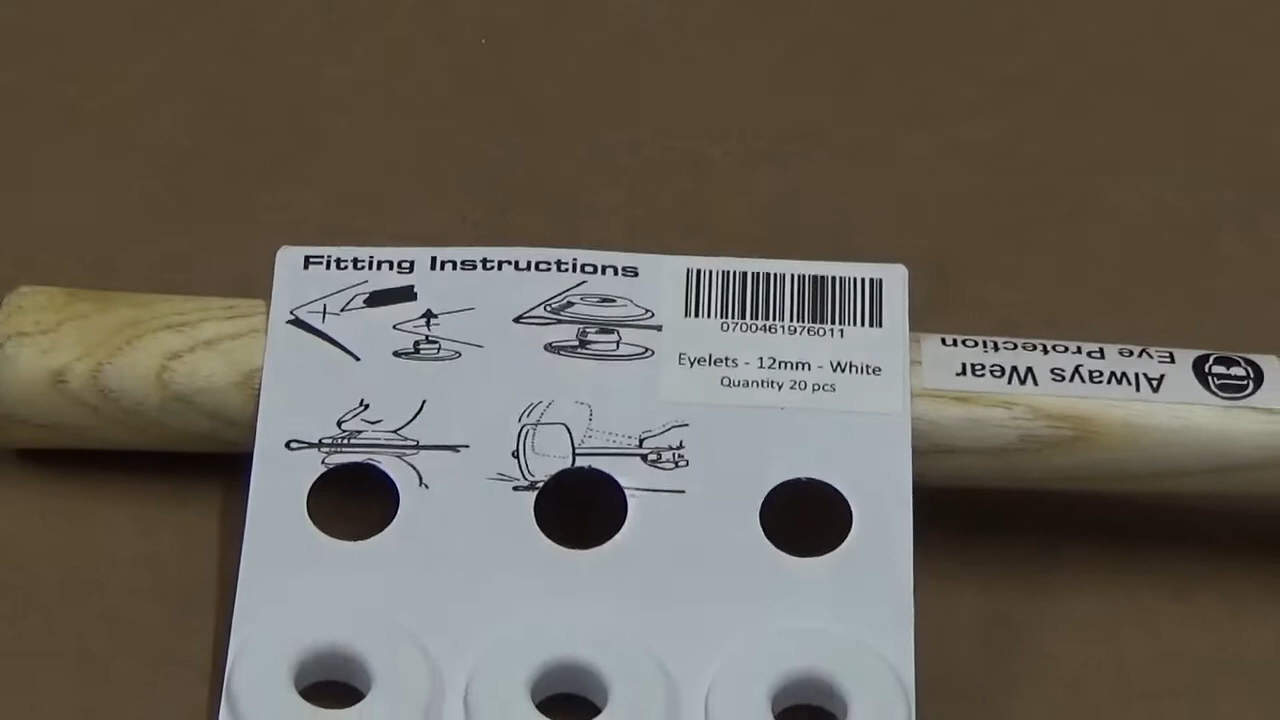 Fitting Instructions
0700461976011
Eyelets - 12mm - White
Quantity 20 pcs
Always Wear
Eye Protection